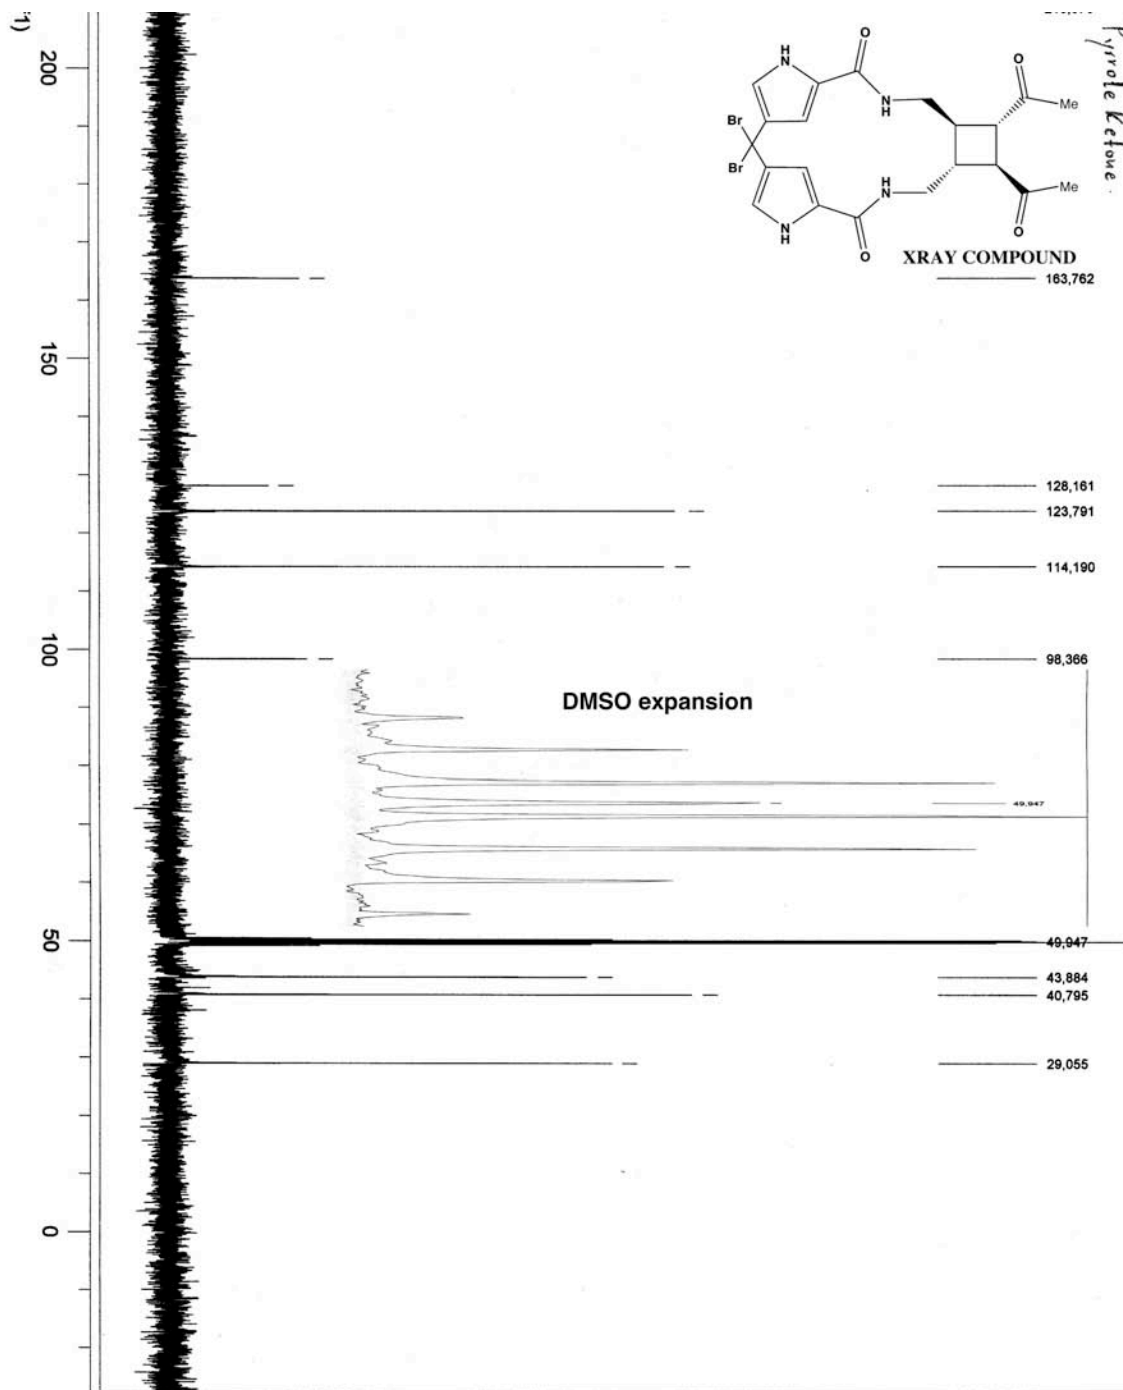 1)
200
150
100
50
0
Pyrrole Ketone.
H
N
O
N
H
O
Me
Br
Br
H
N
Me
N
H
O
O
XRAY COMPOUND
163,762
128,161
123,791
114,190
98,366
DMSO expansion
49,947
49,947
43,884
40,795
29,055